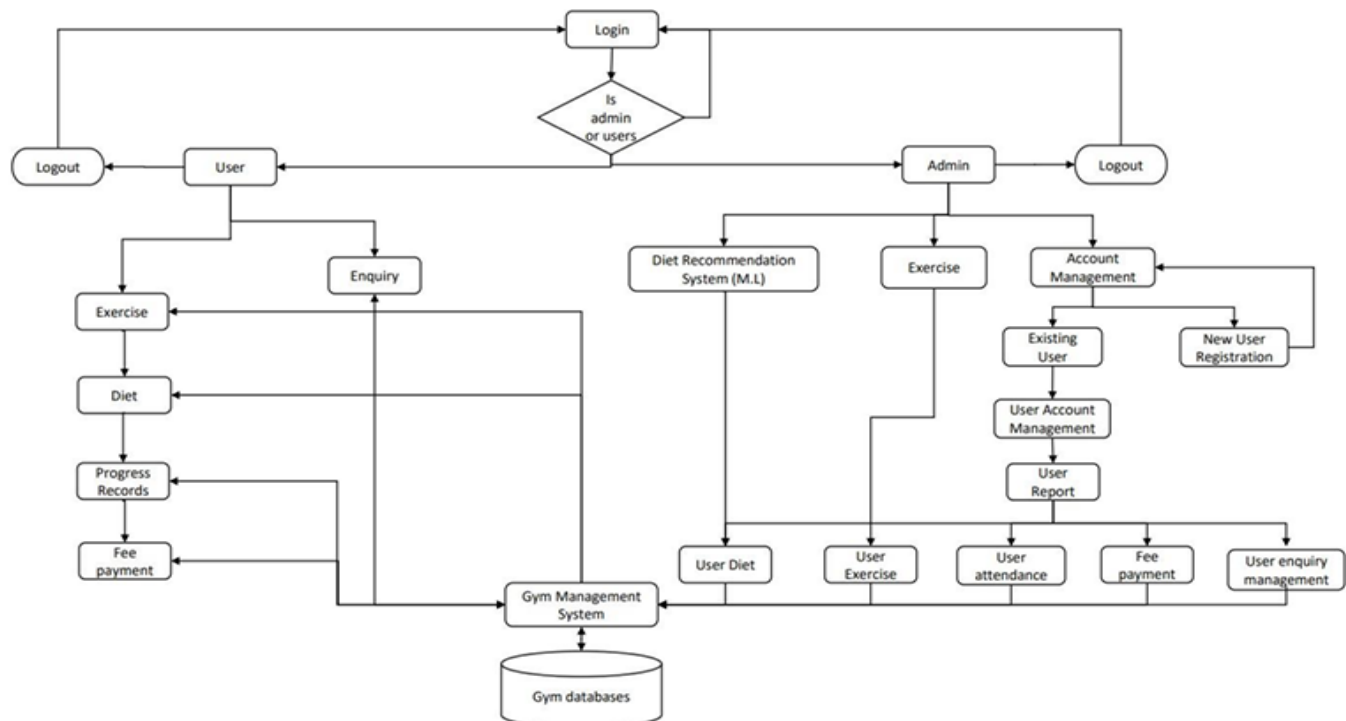 Login
Is
admin
or users
Logout
User
Admin
Logout
Enquiry
Diet Recommendation
System (M.L)
Exercise
Account
Management
Exercise
Existing
User
New User
Registration
Diet
User Account
Management
Progress
Records
User
Report
Fee
payment
User Diet
User
Exercise
User
attendance
Fee
payment
User enquiry
management
Gym Management
System
Gym databases